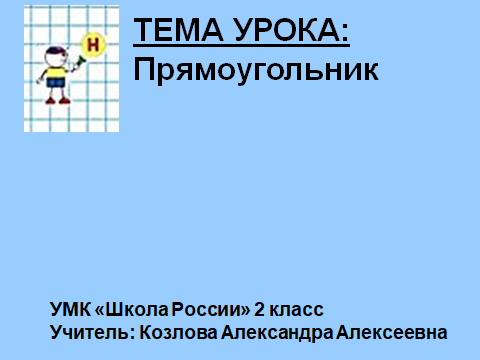 ТЕМА УРОКА:
Прямоугольник
Н
УМК «Школа России» 2 класс
Учитель: Козлова Александра Алексеевна